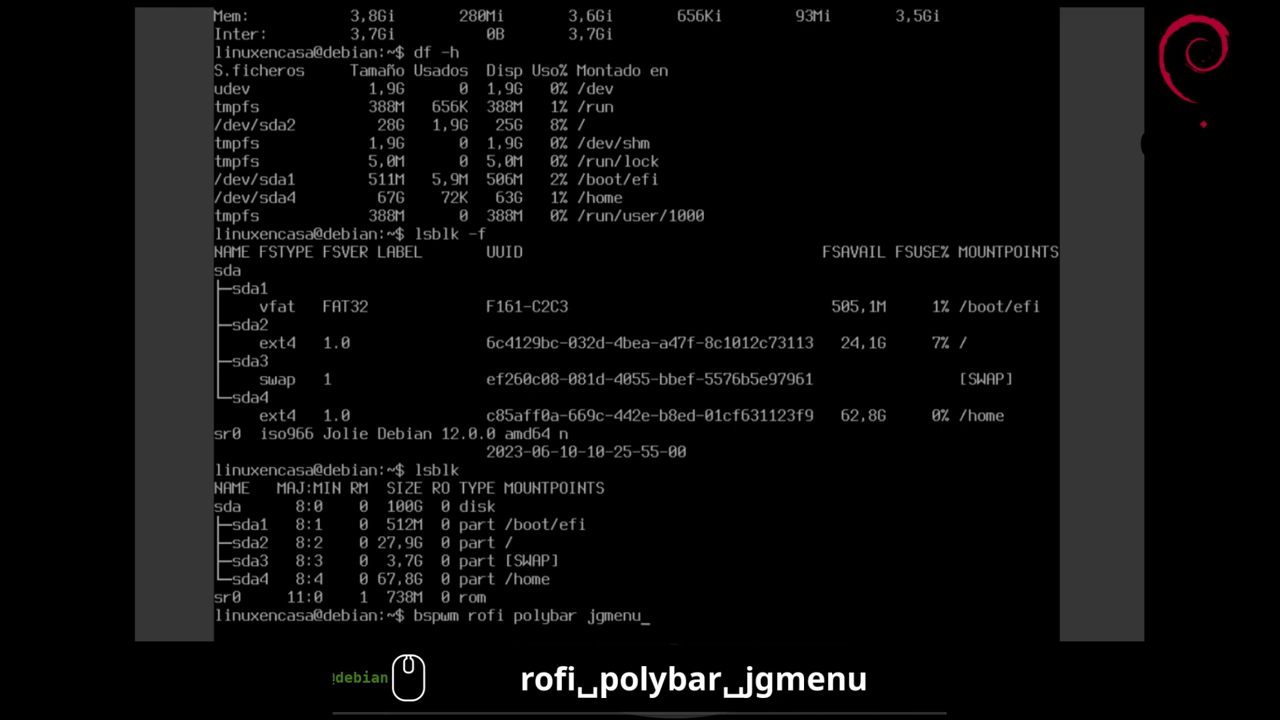 Mem: 3,8Gi 280Mi 3,6Gi 656Ki 93Mi 3,5Gi
Inter: 3,7Gi 0B 3,7Gi
linuxencasa@debian:~$ df -h
S.ficheros Tamaño Usados Disp Uso% Montado en
udev 1,9G 0 1,9G 0% /dev
tmpfs 388M 656K 388M 1% /run
/dev/sda2 28G 1,9G 25G 8% /
tmpfs 1,9G 0 1,9G 0% /dev/shm
tmpfs 5,0M 0 5,0M 0% /run/lock
/dev/sda1 511M 5,9M 506M 2% /boot/efi
/dev/sda4 67G 72K 63G 1% /home
tmpfs 388M 0 388M 0% /run/user/1000
linuxencasa@debian:~$ lsblk -f
NAME FSTYPE FSVER LABEL UUID FSAVAIL FSUSE% MOUNTPOINTS
sda
├─sda1
│ vfat FAT32 F161-C2C3 505,1M 1% /boot/efi
├─sda2
│ ext4 1.0 6c4129bc-032d-4bea-a47f-8c1012c73113 24,1G 7% /
├─sda3
│ swap 1 ef260c08-081d-4055-bbef-5576b5e97961 [SWAP]
└─sda4
ext4 1.0 c85aff0a-669c-442e-b8ed-01cf631123f9 62,8G 0% /home
sr0 iso966 Jolie Debian 12.0.0 amd64 n
2023-06-10-10-25-55-00
linuxencasa@debian:~$ lsblk
NAME MAJ:MIN RM SIZE RO TYPE MOUNTPOINTS
sda 8:0 0 100G 0 disk
├─sda1 8:1 0 512M 0 part /boot/efi
├─sda2 8:2 0 27,9G 0 part /
├─sda3 8:3 0 3,7G 0 part [SWAP]
└─sda4 8:4 0 67,8G 0 part /home
sr0 11:0 1 738M 0 rom
linuxencasa@debian:~$ bspwm rofi polybar jgmenu_
@debian rofi␣polybar␣jgmenu